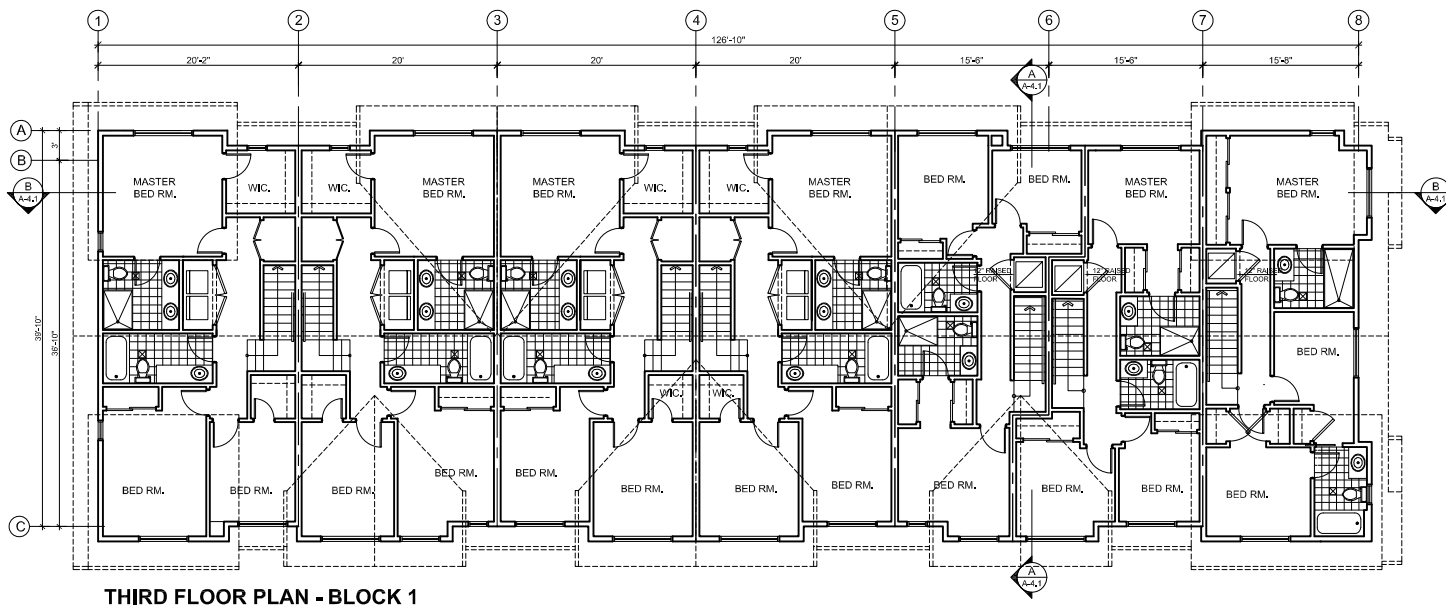 1 2 3 4 5 6 7 8
126'-10"
20'-2" 20' 20' 20' 15'-6" 15'-6" 15'-8"
A
A-4.1
A
B
3'
B
A-4.1
B
A-4.1
MASTER
BED RM.
WIC.
WIC.
MASTER
BED RM.
MASTER
BED RM.
WIC.
WIC.
MASTER
BED RM.
BED RM.
BED RM.
MASTER
BED RM.
MASTER
BED RM.
12" RAISED
FLOOR
12" RAISED
FLOOR
12" RAISED
FLOOR
39'-10"
36'-10"
BED RM.
WIC.
WIC.
BED RM.
BED RM.
BED RM.
BED RM.
BED RM.
BED RM.
BED RM.
BED RM.
BED RM.
BED RM.
BED RM.
BED RM.
C
A
A-4.1
THIRD FLOOR PLAN - BLOCK 1